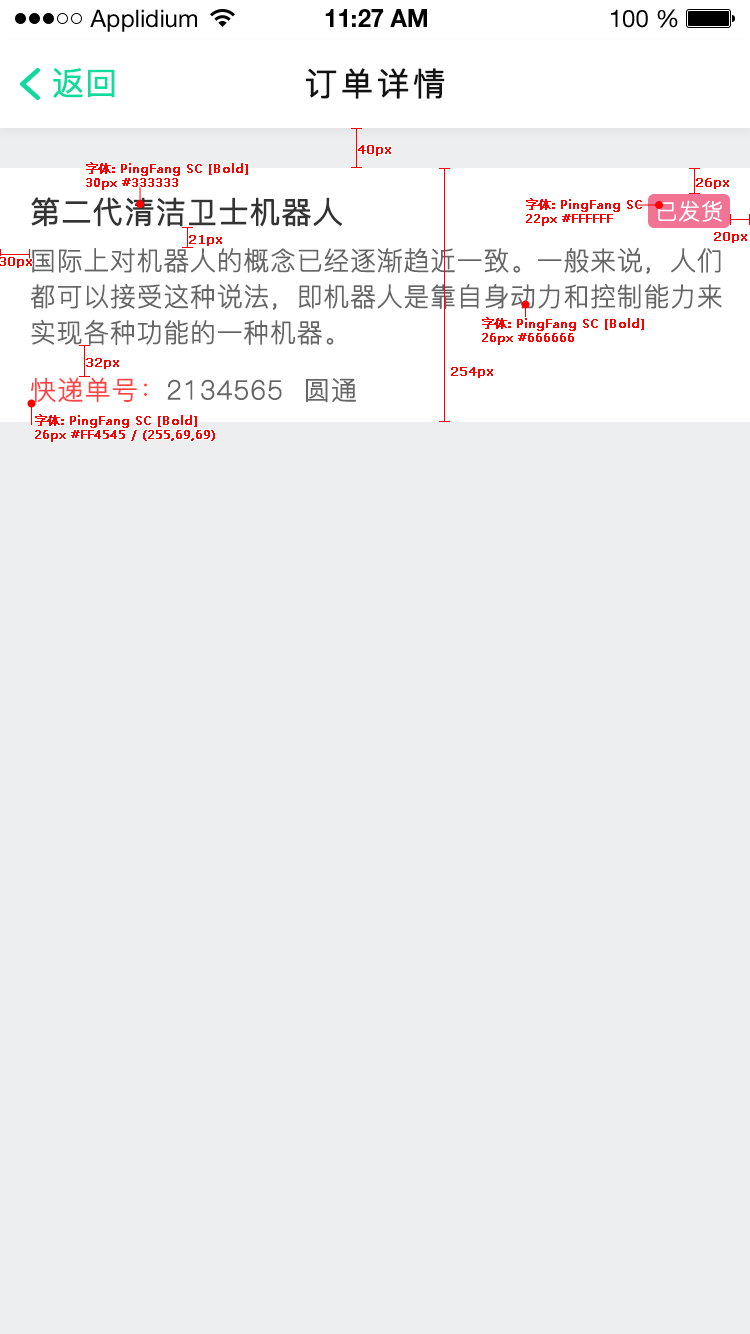 Applidium 11:27 AM 100 %
返回 订单详情
40px
字体: PingFang SC [Bold]
30px #333333
26px
字体: PingFang SC
22px #FFFFFF
已发货
第二代清洁卫士机器人
20px
21px
30px
国际上对机器人的概念已经逐渐趋近一致。一般来说，人们
都可以接受这种说法，即机器人是靠自身动力和控制能力来
字体: PingFang SC [Bold]
26px #666666
实现各种功能的一种机器。
32px
254px
快递单号：2134565 圆通
字体: PingFang SC [Bold]
26px #FF4545 / (255,69,69)